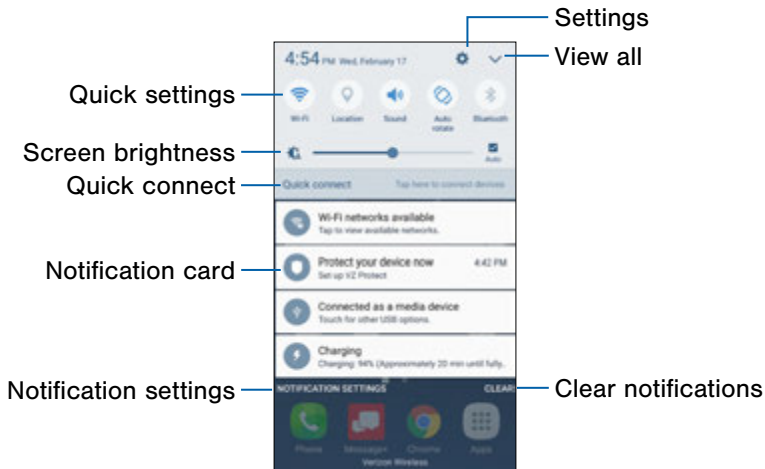 Settings
View all
Quick settings
Screen brightness
Quick connect
Notification card
Notification settings
Clear notifications
4:54 PM Wed, February 17
Wi-Fi
Location
Sound
Auto rotate
Bluetooth
Auto
Quick connect
Tap here to connect devices
Wi-Fi networks available
Tap to view available networks.
Protect your device now
4:42 PM
Set up VZ Protect
Connected as a media device
Touch for other USB options.
Charging
Charging: 94% (Approximately 20 min until fully..
NOTIFICATION SETTINGS
CLEAR
Phone
Message+
Chrome
Apps
Verizon Wireless